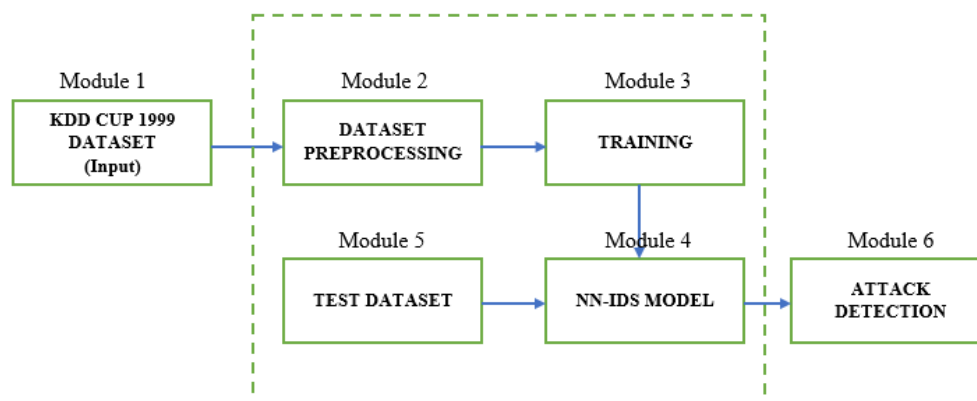 Module 1
KDD CUP 1999
DATASET
(Input)
Module 2
DATASET
PREPROCESSING
Module 3
TRAINING
Module 5
TEST DATASET
Module 4
NN-IDS MODEL
Module 6
ATTACK
DETECTION